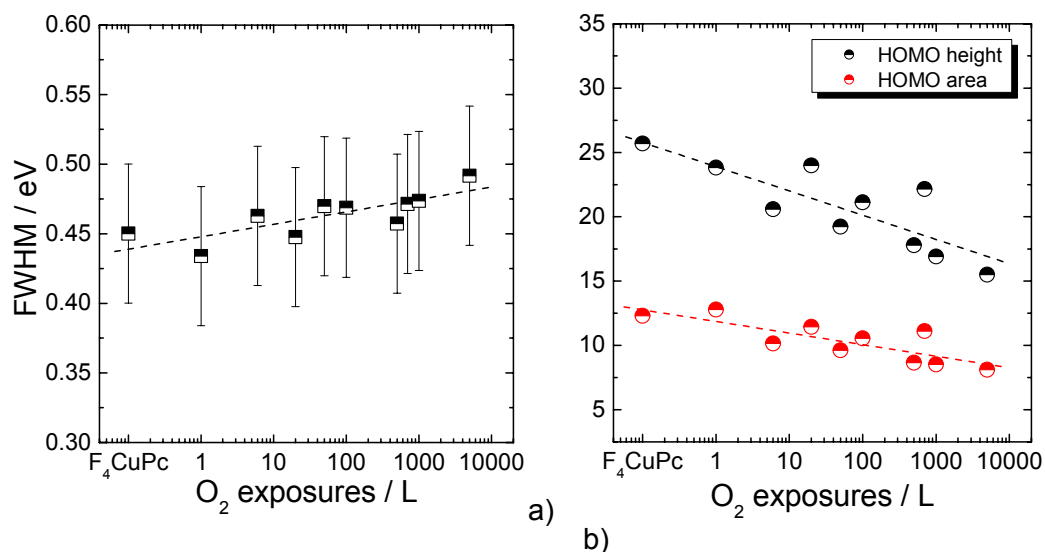 0.60
0.55
0.50
0.45
0.40
0.35
0.30
FWHM / eV
F₄CuPc 1 10 100 1000 10000
O₂ exposures / L
a)
35
30
25
20
15
10
5
HOMO height
HOMO area
F₄CuPc 1 10 100 1000 10000
O₂ exposures / L
b)